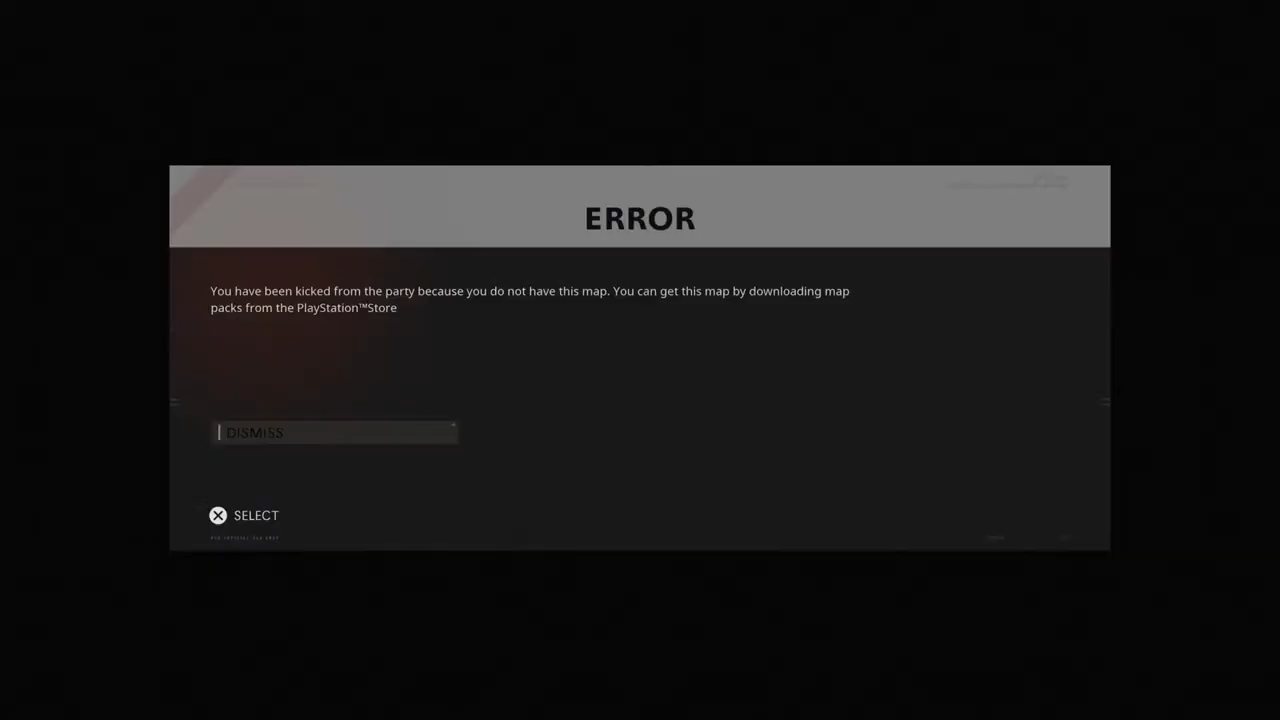 ERROR
You have been kicked from the party because you do not have this map. You can get this map by downloading map
packs from the PlayStation™Store
DISMISS
SELECT